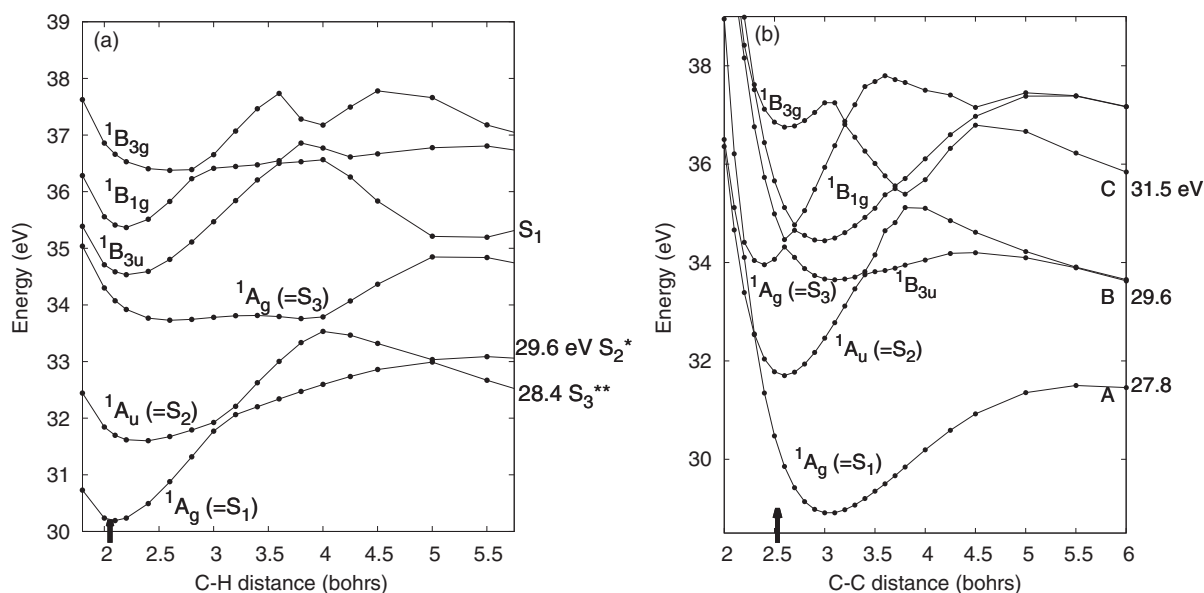 (a)
39
38
37
36
35
34
33
32
31
30
Energy (eV)
¹B₃g
¹B₁g
¹B₃u
¹Ag (=S₃)
¹Au (=S₂)
¹Ag (=S₁)
S₁
29.6 eV S₂*
28.4 S₃**
2 2.5 3 3.5 4 4.5 5 5.5
C-H distance (bohrs)
(b)
38
36
34
32
30
Energy (eV)
¹B₃g
¹B₁g
¹Ag (=S₃)
¹B₃u
¹Au (=S₂)
¹Ag (=S₁)
C 31.5 eV
B 29.6
A 27.8
2 2.5 3 3.5 4 4.5 5 5.5 6
C-C distance (bohrs)